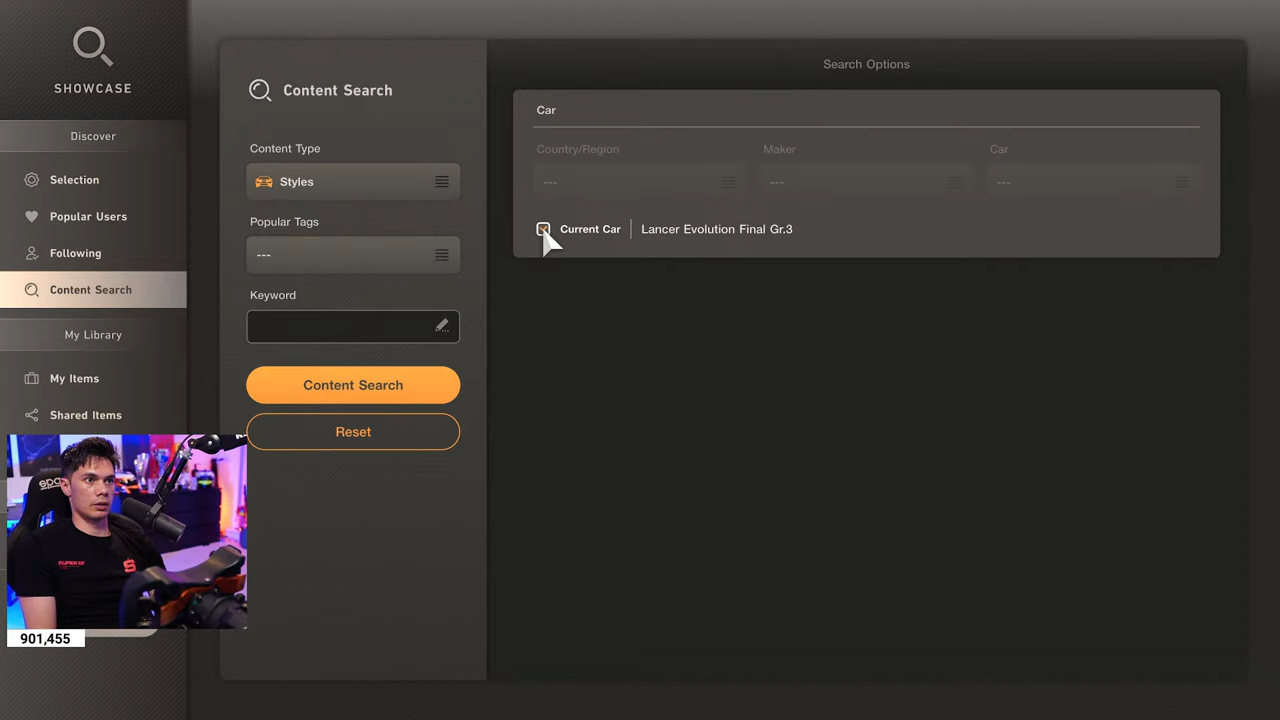 SHOWCASE
Discover
Selection
Popular Users
Following
Content Search
My Library
My Items
Shared Items
Content Search
Content Type
Styles
Popular Tags
---
Keyword
Content Search
Reset
Search Options
Car
Country/Region
Maker
Car
---
---
---
Current Car
Lancer Evolution Final Gr.3
901,455